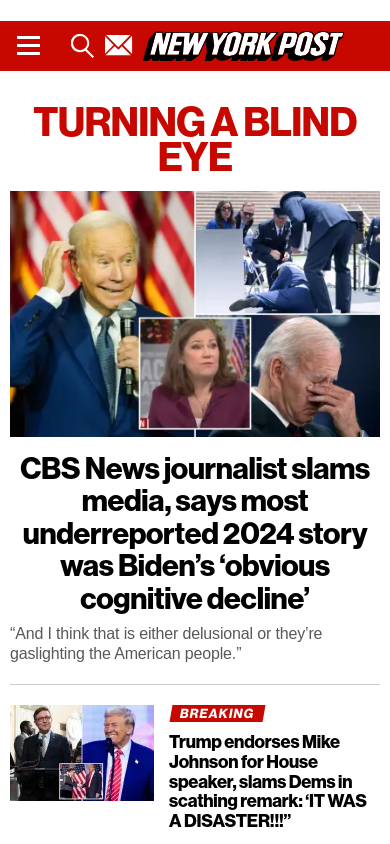 NEW YORK POST
TURNING A BLIND
EYE
CBS News journalist slams
media, says most
underreported 2024 story
was Biden’s ‘obvious
cognitive decline’
“And I think that is either delusional or they’re
gaslighting the American people.”
BREAKING
Trump endorses Mike
Johnson for House
speaker, slams Dems in
scathing remark: ‘IT WAS
A DISASTER!!!”